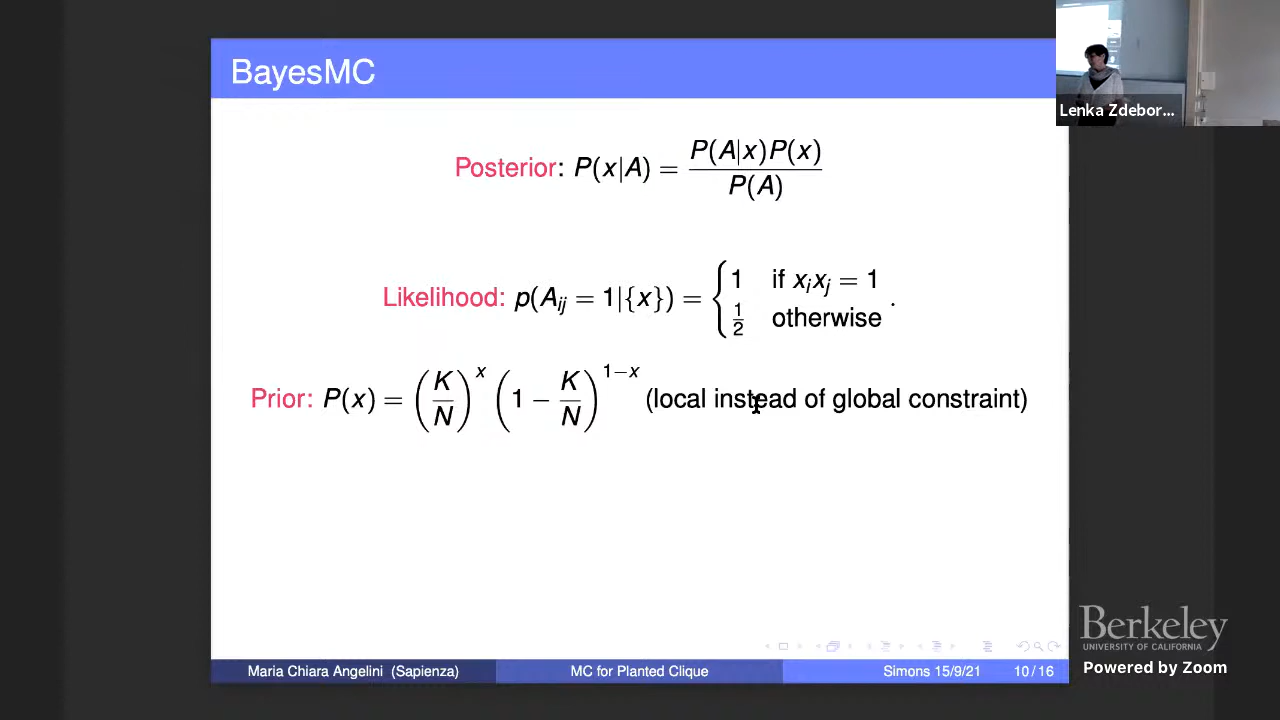 BayesMC
Lenka Zdebor...
Posterior: P(x|A) = P(A|x)P(x) / P(A)
Likelihood: p(A_ij = 1|{x}) = { 1 if x_i x_j = 1
1/2 otherwise .
Prior: P(x) = (K/N)^x (1 − K/N)^{1−x} (local instead of global constraint)
Berkeley
UNIVERSITY OF CALIFORNIA
Powered by Zoom
Maria Chiara Angelini (Sapienza) MC for Planted Clique Simons 15/9/21 10 / 16